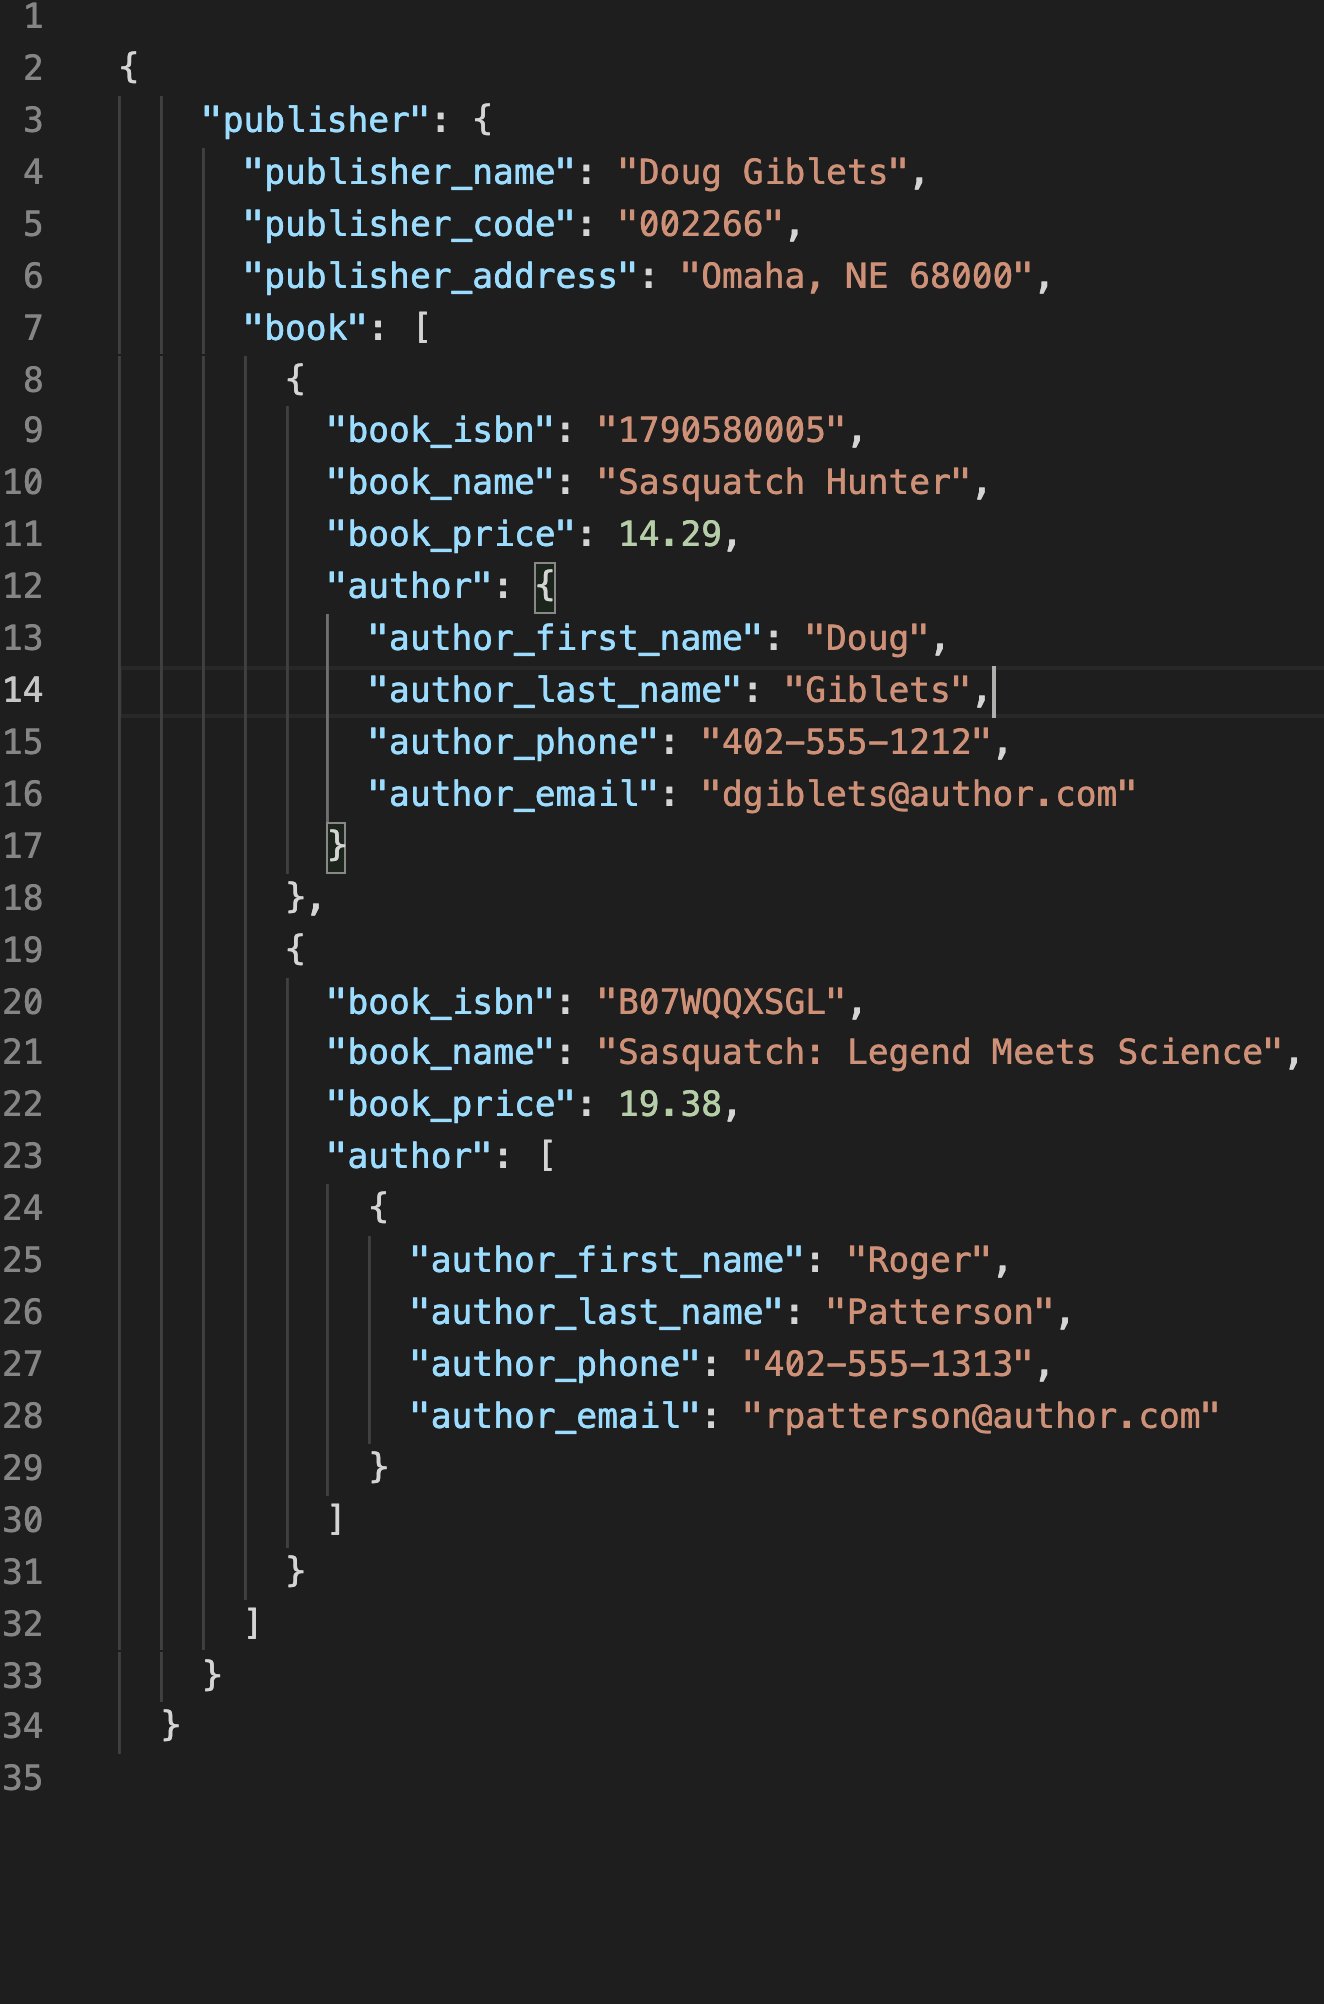 1
2 {
3 "publisher": {
4 "publisher_name": "Doug Giblets",
5 "publisher_code": "002266",
6 "publisher_address": "Omaha, NE 68000",
7 "book": [
8 {
9 "book_isbn": "1790580005",
10 "book_name": "Sasquatch Hunter",
11 "book_price": 14.29,
12 "author": {
13 "author_first_name": "Doug",
14 "author_last_name": "Giblets",
15 "author_phone": "402-555-1212",
16 "author_email": "dgiblets@author.com"
17 }
18 },
19 {
20 "book_isbn": "B07WQQXSGL",
21 "book_name": "Sasquatch: Legend Meets Science",
22 "book_price": 19.38,
23 "author": [
24 {
25 "author_first_name": "Roger",
26 "author_last_name": "Patterson",
27 "author_phone": "402-555-1313",
28 "author_email": "rpatterson@author.com"
29 }
30 ]
31 }
32 ]
33 }
34 }
35